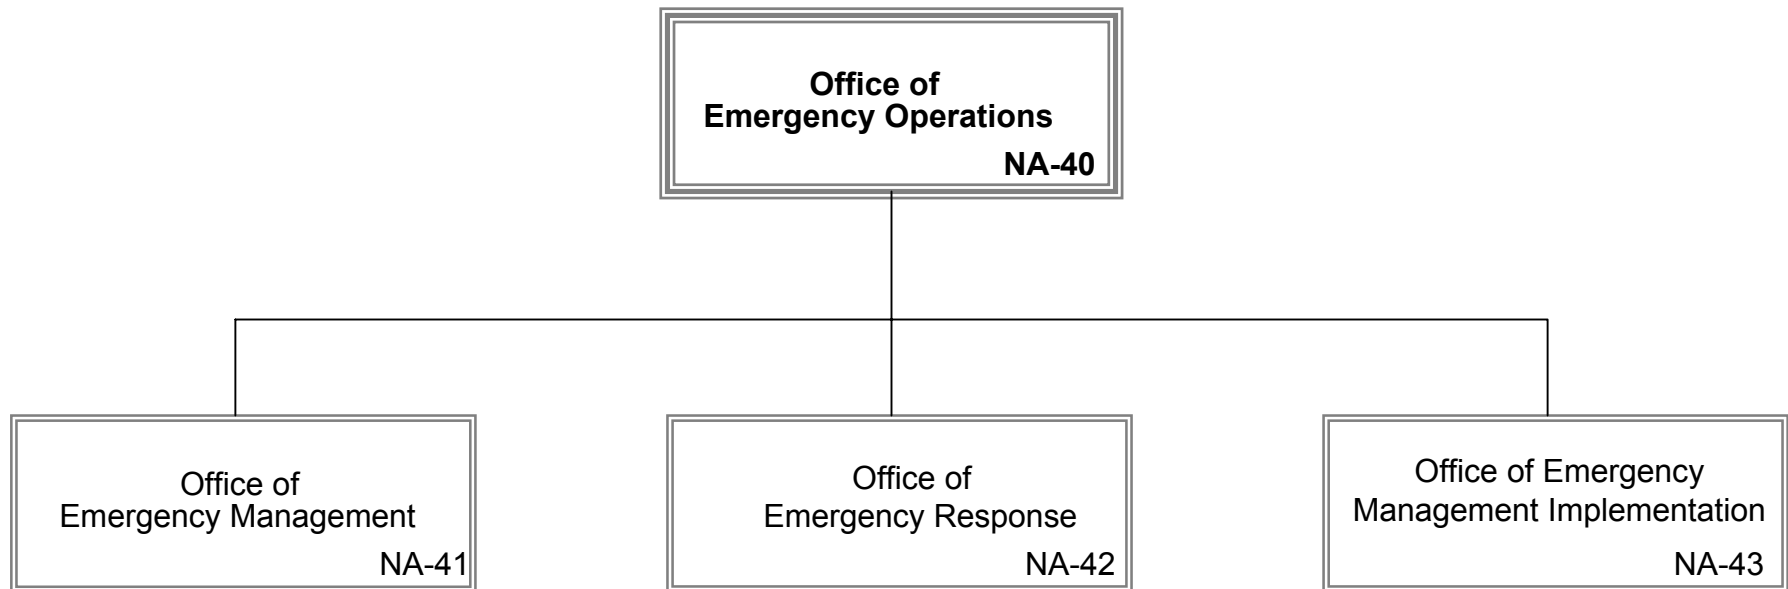 Office of
Emergency Operations
NA-40
Office of
Emergency Management
NA-41
Office of
Emergency Response
NA-42
Office of Emergency
Management Implementation
NA-43